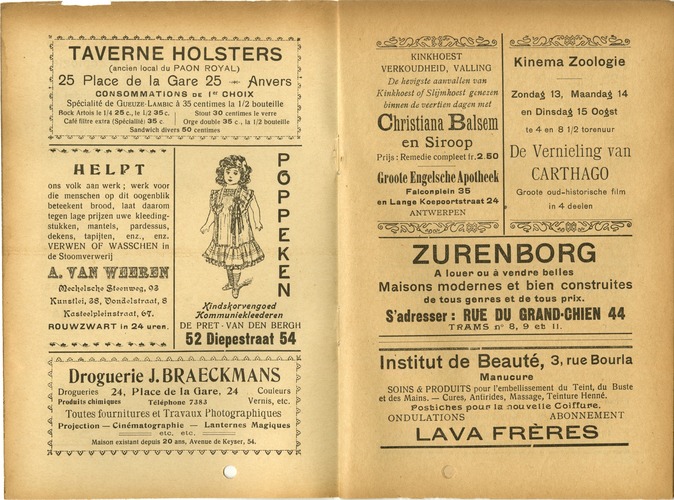 TAVERNE HOLSTERS
(ancien local du PAON ROYAL)
25 Place de la Gare 25 — Anvers
CONSOMMATIONS DE 1er CHOIX
Spécialité de GUEUZE-LAMBIC à 35 centimes la 1/2 bouteille
Rock Artois le 1/4 25 c., le 1/2 35 c.
Café filtre extra (Spécialité) 35 c.
Stout 30 centimes le verre
Orge double 35 c., la 1/2 bouteille
Sandwich divers 50 centimes
HELPT
ons volk aan werk; werk voor
die menschen op dit oogenblik
beteekent brood, laat daarom
tegen lage prijzen uwe kleeding-
stukken, mantels, pardessus,
dekens, tapijten, enz., enz.
VERWEN OF WASSCHEN in
de Stoomververij
A. VAN WEEREN
Mechelsche Steenweg, 93
Kunstlei, 38, Vondelstraat, 8
Kasteelpleinstraat, 67.
ROUWZWART in 24 uren.
POPPEKEN
Kindskorvengoed
Kommuniekleederen
DE PRET-VAN DEN BERGH
52 Diepestraat 54
Droguerie J. BRAECKMANS
Drogueries 24, Place de la Gare, 24 Couleurs
Produits chimiques Téléphone 7383 Vernis, etc.
Toutes fournitures et Travaux Photographiques
Projection — Cinématographie — Lanternes Magiques
etc. etc.
Maison existant depuis 20 ans, Avenue de Keyser, 54.
KINKHOEST
VERKOUDHEID, VALLING
De hevigste aanvallen van
Kinkhoest of Slijmhoest genezen
binnen de veertien dagen met
Christiana Balsem
en Siroop
Prijs: Remedie compleet fr. 2.50
Groote Engelsche Apotheek
Falconplein 35
en Lange Koepoortstraat 24
ANTWERPEN
Kinema Zoologie
Zondag 13, Maandag 14
en Dinsdag 15 Oogst
te 4 en 8 1/2 torenuur
De Vernieling van
CARTHAGO
Groote oud-historische film
in 4 deelen
ZURENBORG
A louer ou à vendre belles
Maisons modernes et bien construites
de tous genres et de tous prix.
S'adresser : RUE DU GRAND-CHIEN 44
TRAMS nos 8, 9 et 11.
Institut de Beauté, 3, rue Bourla
Manucure
SOINS & PRODUITS pour l'embellissement du Teint, du Buste
et des Mains. — Cures, Antirides, Massage, Teinture Henné.
Postiches pour la nouvelle Coiffure.
ONDULATIONS ABONNEMENT
LAVA FRÈRES